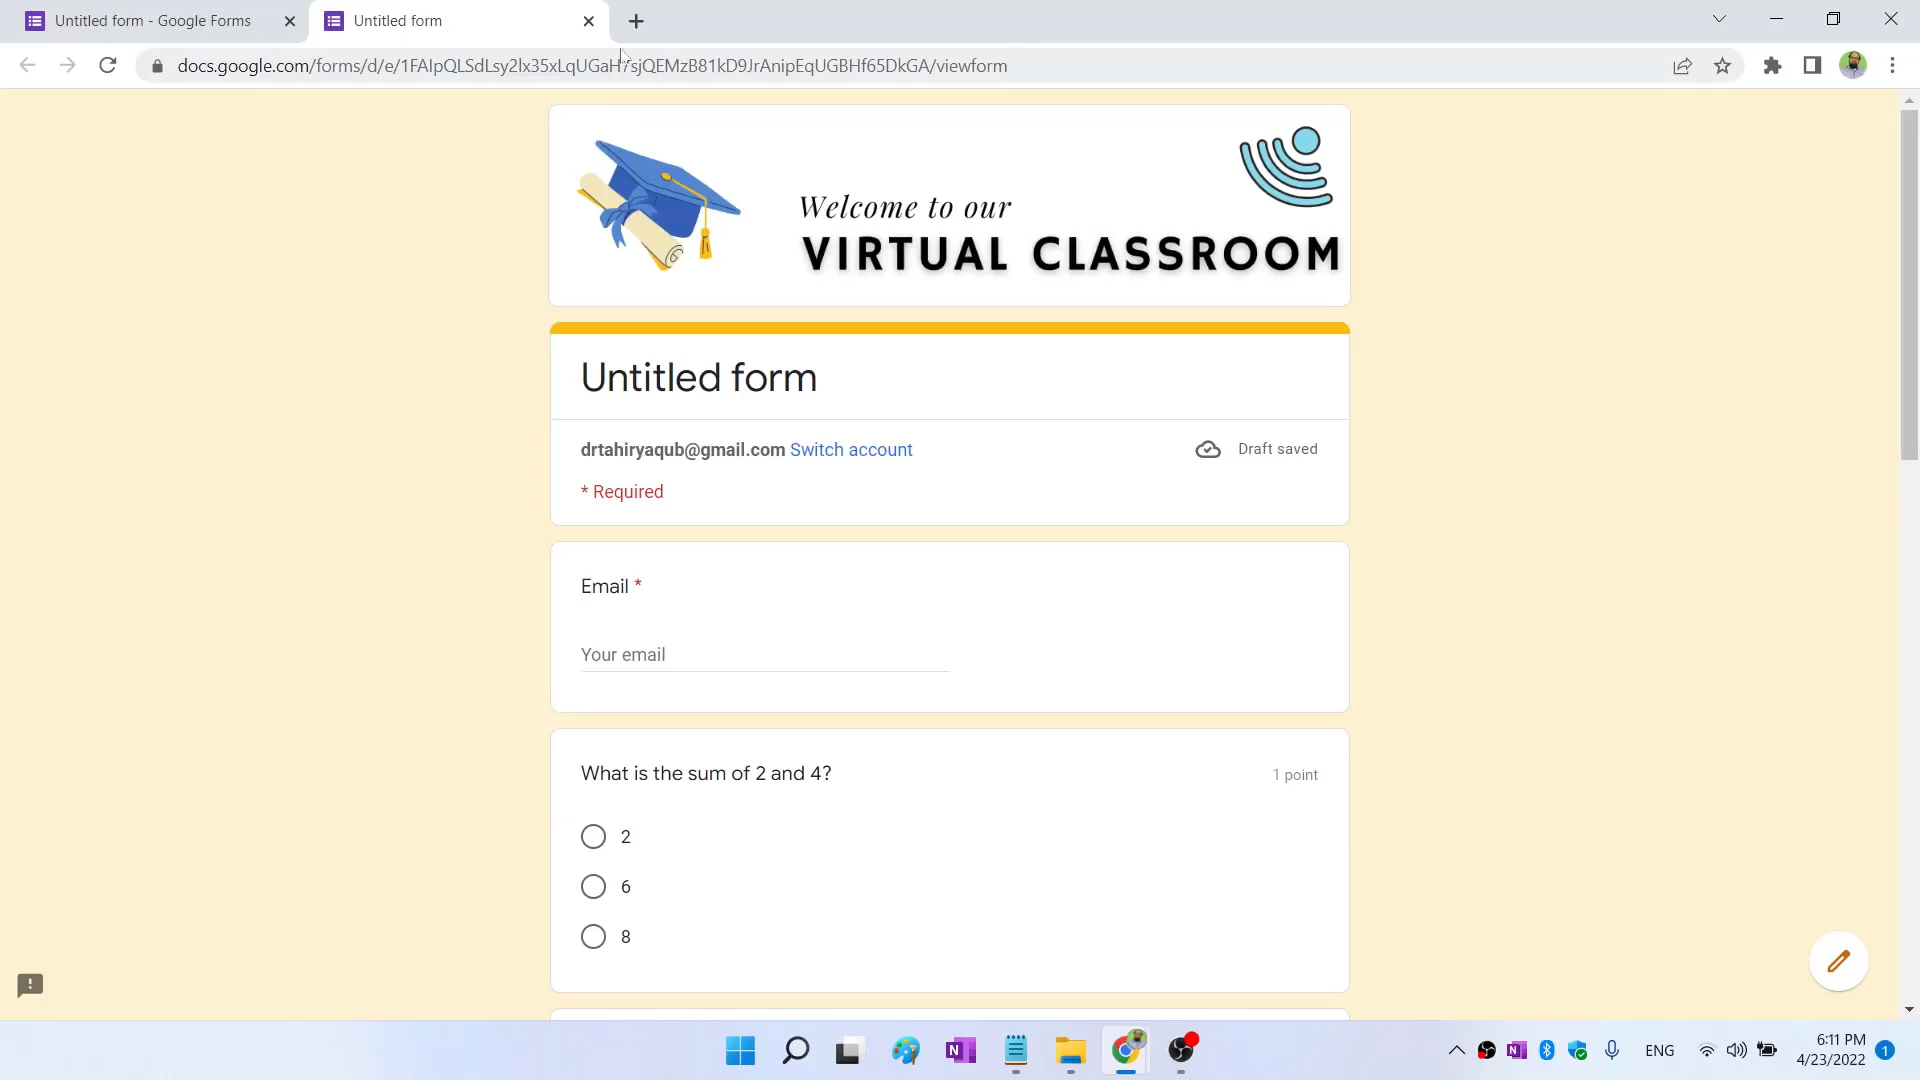 Untitled form - Google Forms
Untitled form
docs.google.com/forms/d/e/1FAIpQLSdLsy2lx35xLqUGaH7sjQEMzB81kD9JrAnipEqUGBHf65DkGA/viewform
Welcome to our
VIRTUAL CLASSROOM
Untitled form
drtahiryaqub@gmail.com Switch account
Draft saved
* Required
Email *
Your email
What is the sum of 2 and 4?
1 point
2
6
8
ENG
6:11 PM
4/23/2022
1